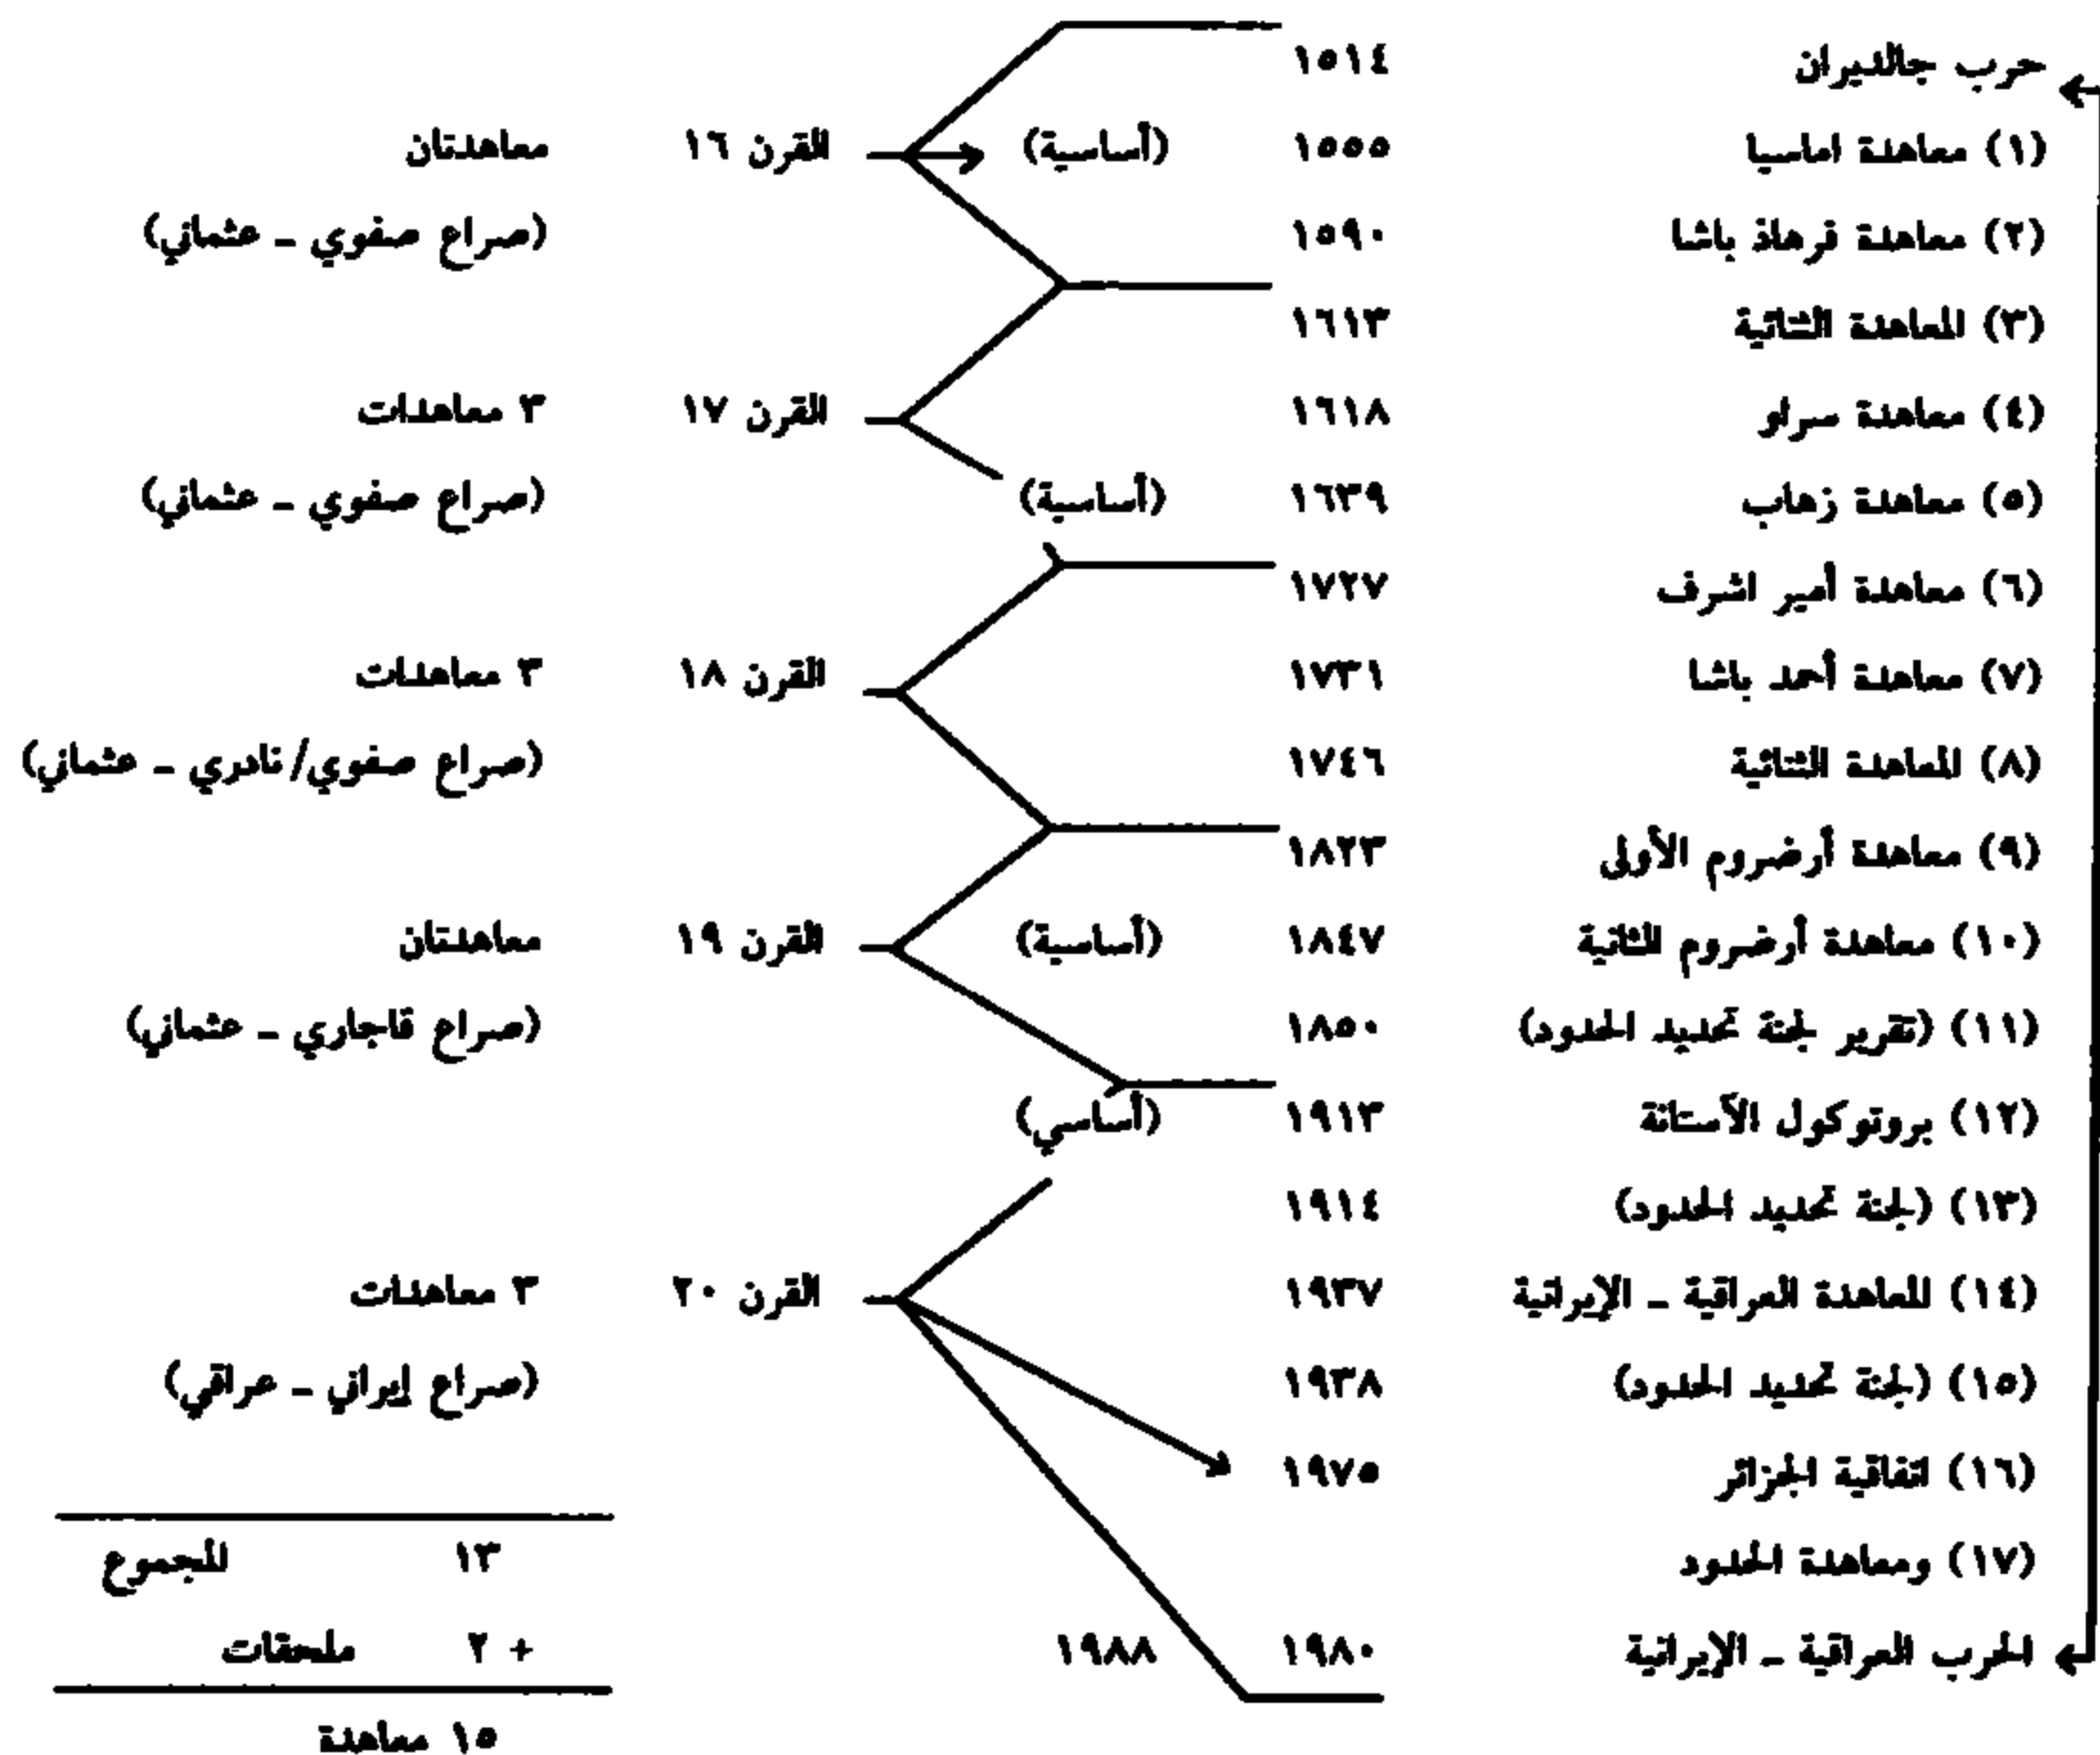 حرب جالديران ١٥١٤
(١) معاهدة اماسيا ١٥٥٥ (أساسية) القرن ١٦ معاهدتان
(٢) معاهدة فرهاذ باشا ١٥٩٠ (صراع صفوي - عثماني)
(٣) المعاهدة الثنائية ١٦١٣
(٤) معاهدة سراو ١٦١٨ القرن ١٧ ٣ معاهدات
(٥) معاهدة زهاب ١٦٣٩ (أساسية) (صراع صفوي - عثماني)
(٦) معاهدة أمير اشرف ١٧٢٧
(٧) معاهدة أحمد باشا ١٧٣١ القرن ١٨ ٣ معاهدات
(٨) المعاهدة الثنائية ١٧٤٦ (صراع صفوي/نادري - عثماني)
(٩) معاهدة أرضروم الأولى ١٨٢٣
(١٠) معاهدة أرضروم الثانية ١٨٤٧ (أساسية) القرن ١٩ معاهدتان
(١١) (تقرير لجنة تحديد الحدود) ١٨٥٠ (صراع قاجاري - عثماني)
(١٢) بروتوكول الآستانة ١٩١٣ (أساسي)
(١٣) (لجنة تحديد الحدود) ١٩١٤
(١٤) المعاهدة العراقية - الإيرانية ١٩٣٧ القرن ٢٠ ٣ معاهدات
(١٥) (لجنة تحديد الحدود) ١٩٣٨ (صراع إيراني - عراقي)
(١٦) اتفاقية الجزائر ١٩٧٥
(١٧) ومعاهدة الحدود ١٣ المجموع
الحرب العراقية - الإيرانية ١٩٨٠ ١٩٨٨ + ٢ ملحقات
١٥ معاهدة